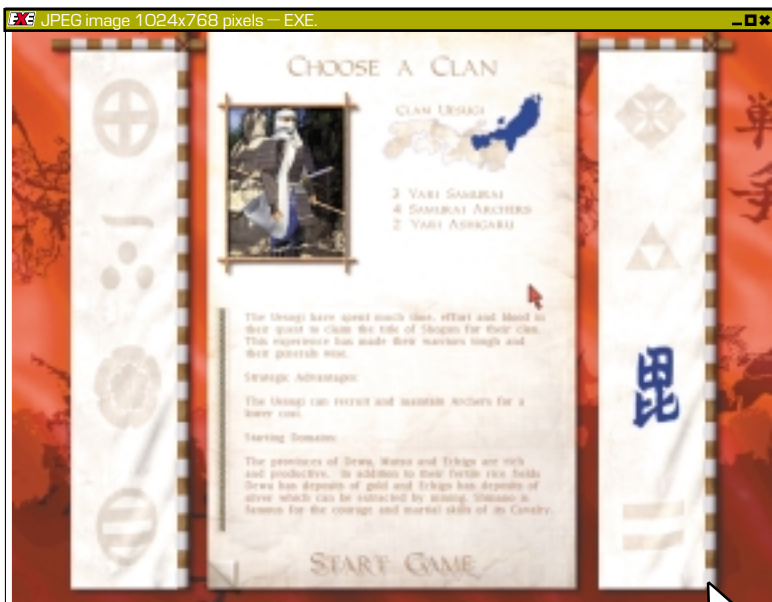 EXE JPEG image 1024x768 pixels — EXE.
CHOOSE A CLAN
CLAN UESUGI
3 YARI SAMURAI
4 SAMURAI ARCHERS
2 YARI ASHIGARU
戦
手
毘
The Uesugi have spent much time, effort and blood in
their quest to claim the title of Shogun for their clan.
This experience has made their warriors tough and
their generals wise.
Strategic Advantages:
The Uesugi can recruit and maintain Archers for a
lower cost.
Starting Domains:
The provinces of Dewa, Mutsu and Echigo are rich
and productive. In addition to their fertile rice fields
Dewa has deposits of gold and Echigo has deposits of
silver which can be extracted by mining. Shinano is
famous for the courage and martial skills of its Cavalry.
START GAME